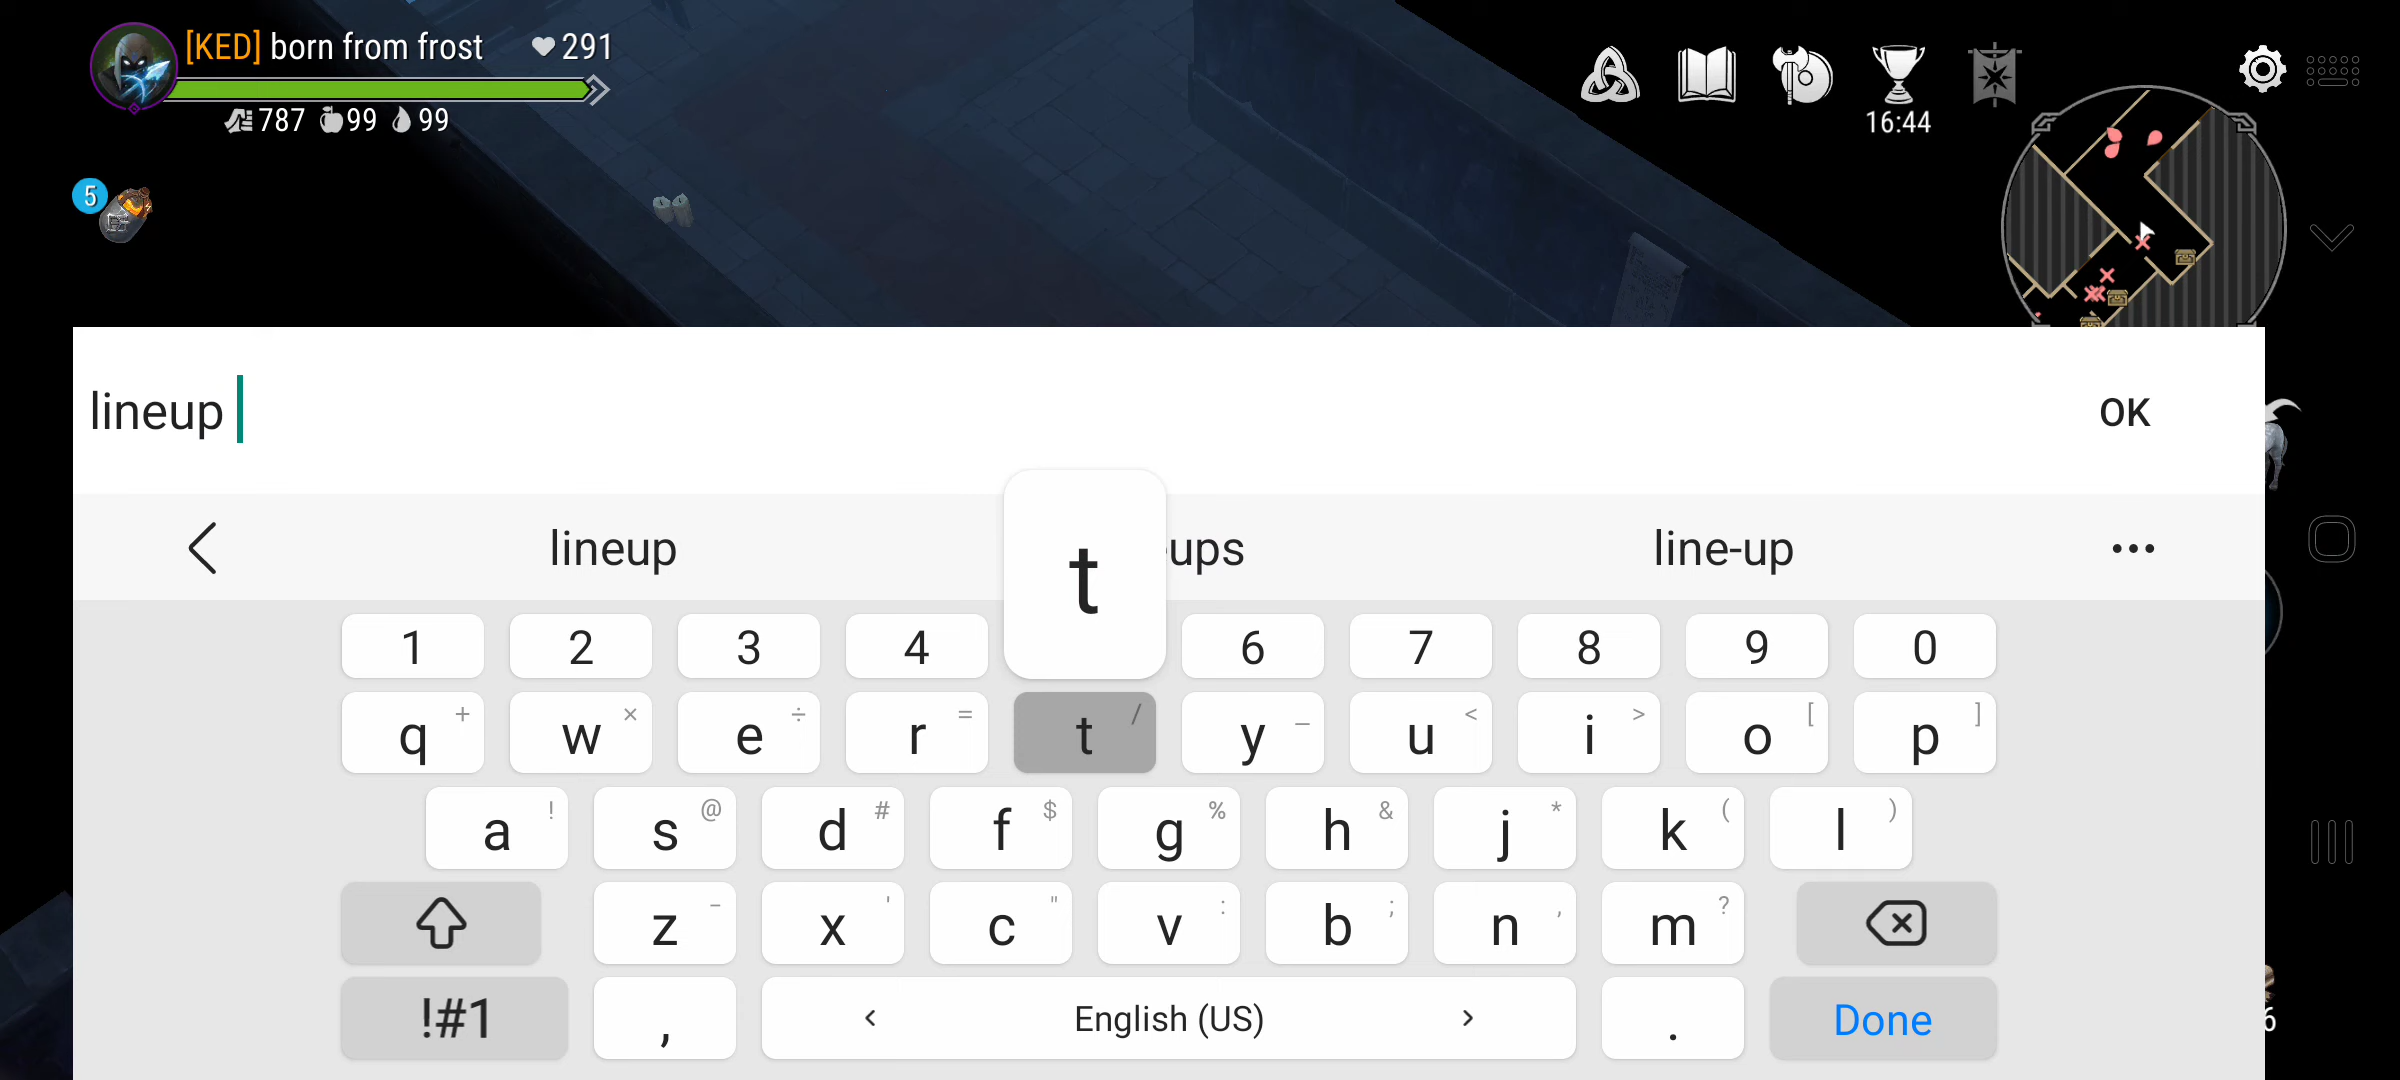 [KED] born from frost 291
787 99 99
16:44
5
lineup
OK
lineup
ups
line-up
t
1 2 3 4 6 7 8 9 0
q + w × e ÷ r = t / y _ u < i > o [ p ]
a ! s @ d # f $ g % h & j * k ( l )
z - x ' c " v : b ; n , m ?
!#1 , < English (US) > . Done
6